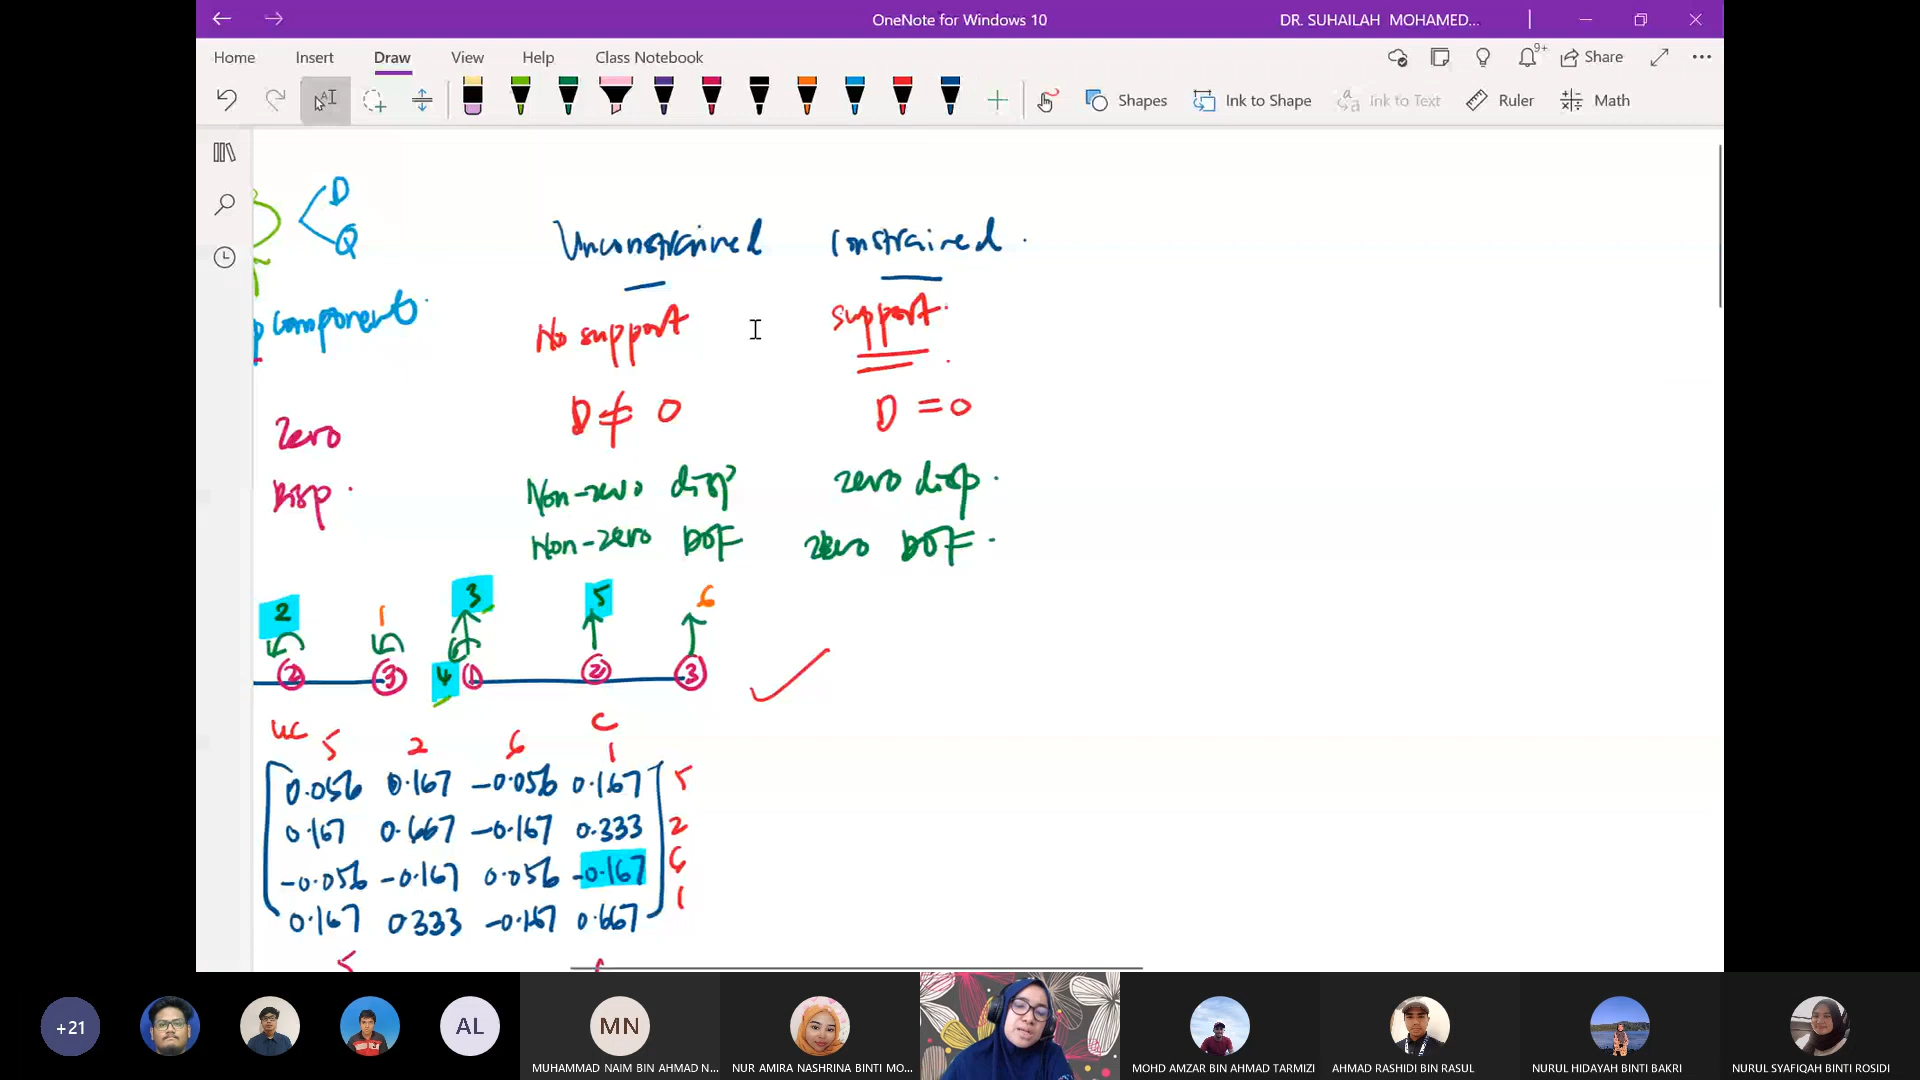 OneNote for Windows 10
DR. SUHAILAH MOHAMED...
Home Insert Draw View Help Class Notebook
9+ Share
Shapes Ink to Shape Ink to Text Ruler Math
D
Q
Unconstrained constrained.
p components.
No support support.
D ≠ 0 D = 0
Zero
Disp.
Non-zero disp zero disp.
Non-zero DOF zero DOF.
2 1 3 5 6
2 3 4 1 2 3
uc c
5 2 6 1
0.056 0.167 -0.056 0.167 5
0.167 0.667 -0.167 0.333 2
-0.056 -0.167 0.056 -0.167 6
0.167 0.333 -0.167 0.667 1
+21
AL
MN
MUHAMMAD NAIM BIN AHMAD N...
NUR AMIRA NASHRINA BINTI MO...
MOHD AMZAR BIN AHMAD TARMIZI
AHMAD RASHIDI BIN RASUL
NURUL HIDAYAH BINTI BAKRI
NURUL SYAFIQAH BINTI ROSIDI